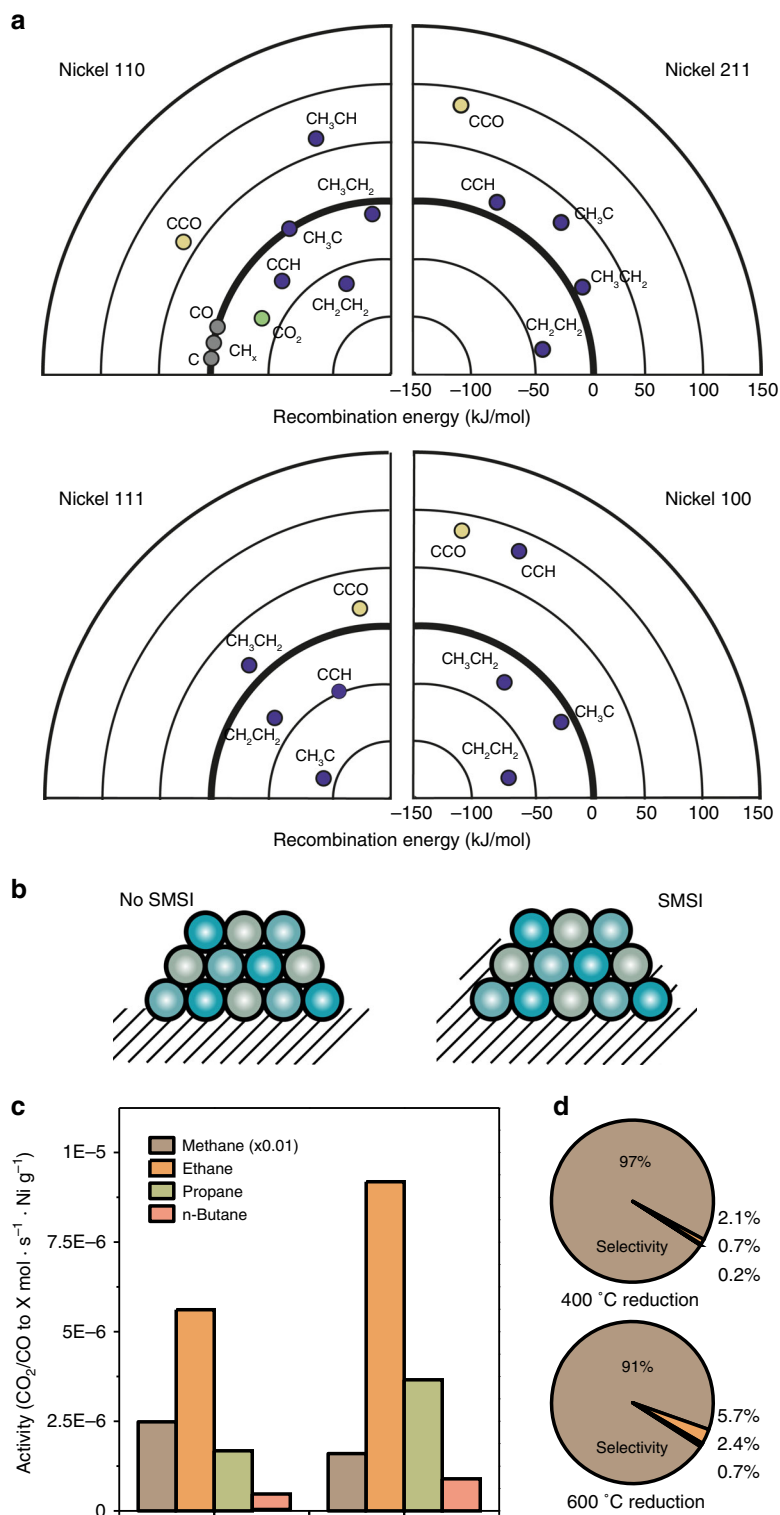 a
Nickel 110
Nickel 211
CH₃CH
CCO
CH₃CH₂
CCH
CCO
CH₃C
CH₃C
CCH
CH₃CH₂
CO
CH₂CH₂
CO₂
CH₂CH₂
CHₓ
C
−150 −100 −50 0 50 100 150
Recombination energy (kJ/mol)
Nickel 111
Nickel 100
CCO
CCH
CCO
CH₃CH₂
CCH
CH₃CH₂
CH₃C
CH₂CH₂
CH₃C
CH₂CH₂
−150 −100 −50 0 50 100 150
Recombination energy (kJ/mol)
b
No SMSI
SMSI
c
Activity (CO₂/CO to X mol · s⁻¹ · Ni g⁻¹)
1E–5
7.5E–6
5E–6
2.5E–6
0
Methane (x0.01)
Ethane
Propane
n-Butane
d
97%
2.1%
Selectivity
0.7%
0.2%
400 °C reduction
91%
5.7%
Selectivity
2.4%
0.7%
600 °C reduction